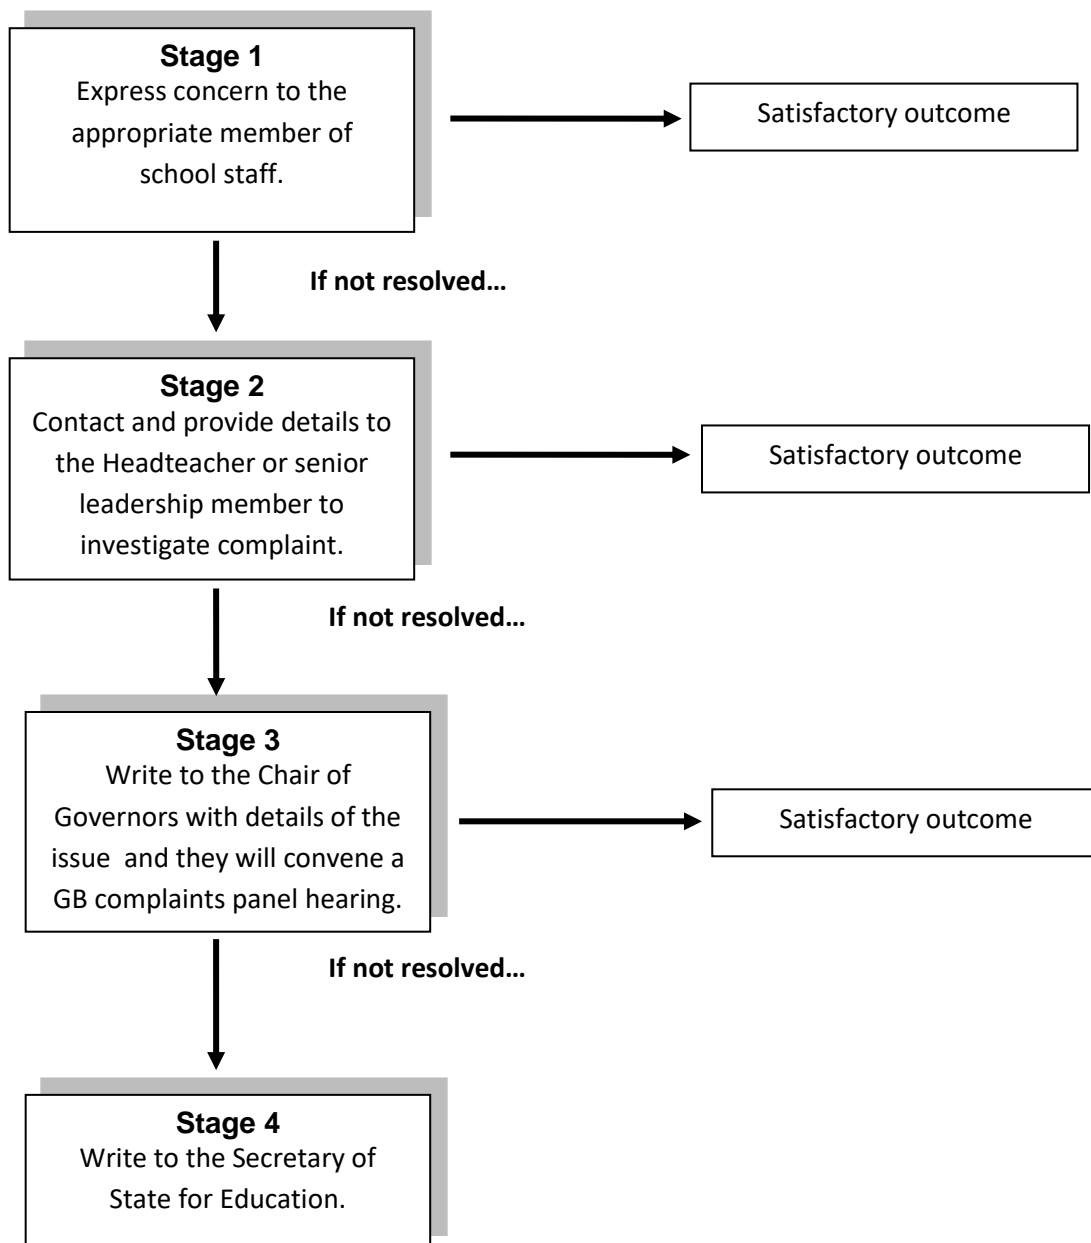 Stage 1
Express concern to the
appropriate member of
school staff.
Satisfactory outcome
If not resolved…
Stage 2
Contact and provide details to
the Headteacher or senior
leadership member to
investigate complaint.
Satisfactory outcome
If not resolved…
Stage 3
Write to the Chair of
Governors with details of the
issue  and they will convene a
GB complaints panel hearing.
Satisfactory outcome
If not resolved…
Stage 4
Write to the Secretary of
State for Education.